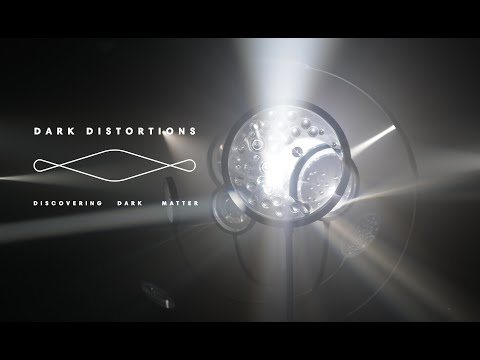 DARK DISTORTIONS
DISCOVERING DARK MATTER